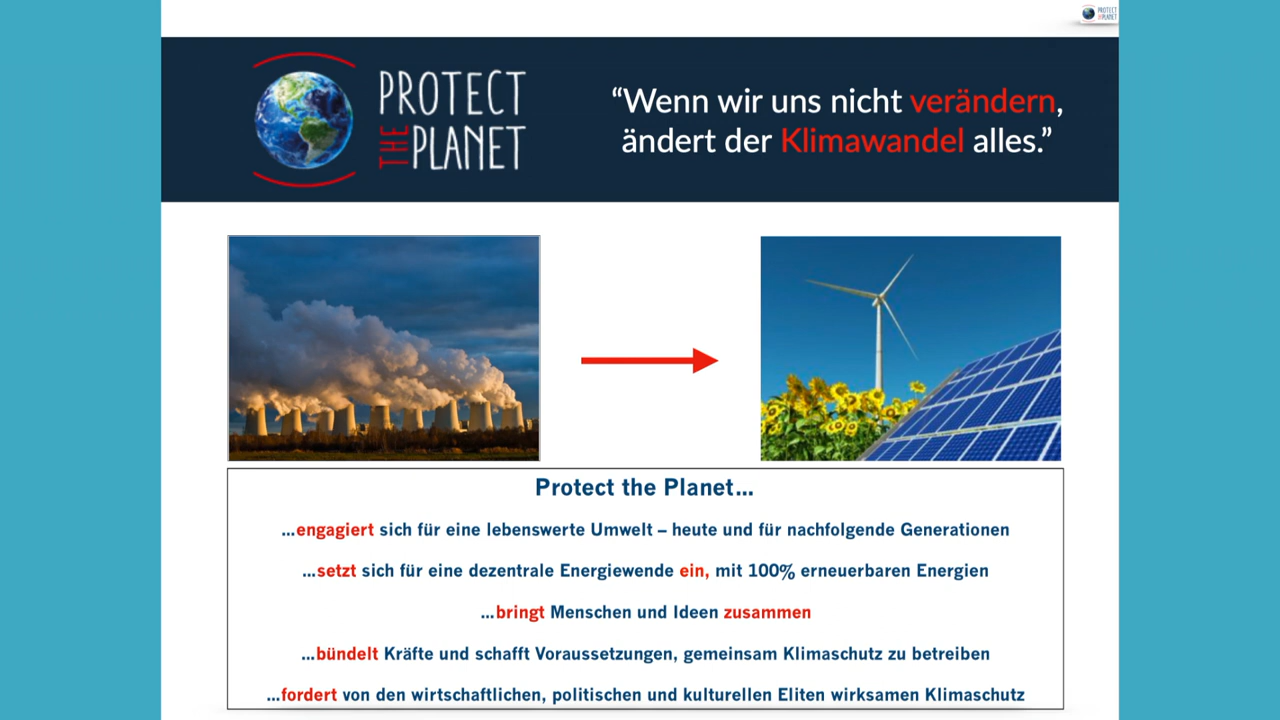 PROTECT
THE PLANET
PROTECT
THE PLANET
“Wenn wir uns nicht verändern,
ändert der Klimawandel alles.”
Protect the Planet...
...engagiert sich für eine lebenswerte Umwelt – heute und für nachfolgende Generationen
...setzt sich für eine dezentrale Energiewende ein, mit 100% erneuerbaren Energien
...bringt Menschen und Ideen zusammen
...bündelt Kräfte und schafft Voraussetzungen, gemeinsam Klimaschutz zu betreiben
...fordert von den wirtschaftlichen, politischen und kulturellen Eliten wirksamen Klimaschutz